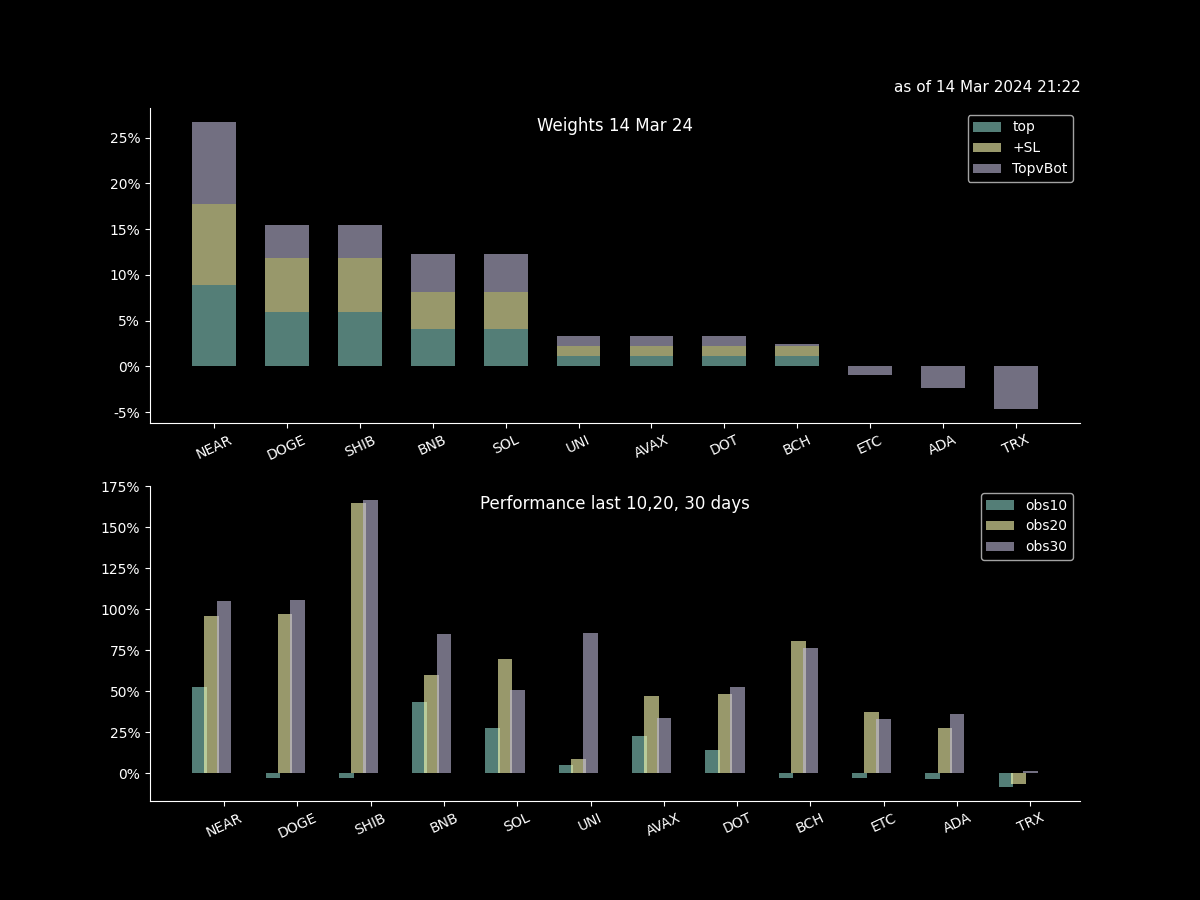 as of 14 Mar 2024 21:22
Weights 14 Mar 24
top
+SL
TopvBot
25%
20%
15%
10%
5%
0%
-5%
NEAR DOGE SHIB BNB SOL UNI AVAX DOT BCH ETC ADA TRX
Performance last 10,20, 30 days
obs10
obs20
obs30
175%
150%
125%
100%
75%
50%
25%
0%
NEAR DOGE SHIB BNB SOL UNI AVAX DOT BCH ETC ADA TRX